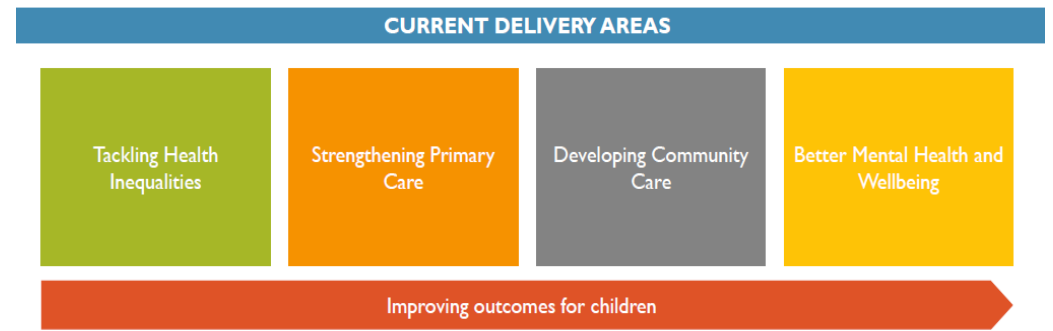 CURRENT DELIVERY AREAS
Tackling Health
Inequalities
Strengthening Primary
Care
Developing Community
Care
Better Mental Health and
Wellbeing
Improving outcomes for children